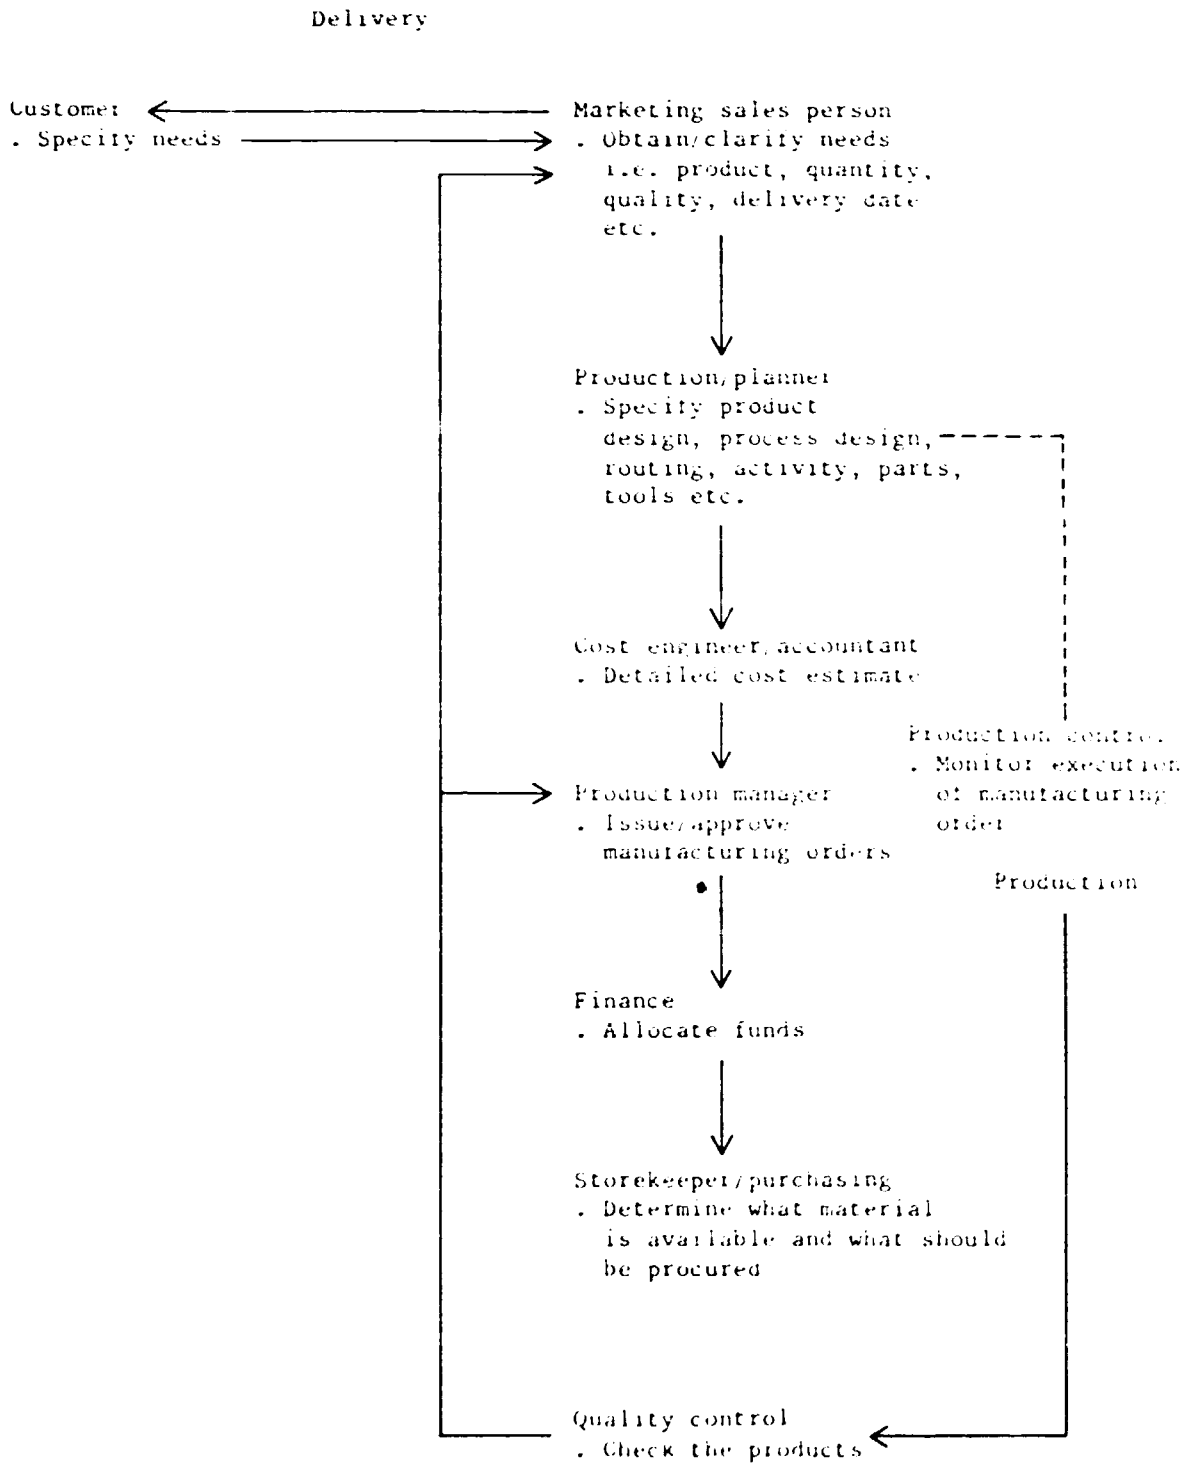 Delivery
Customer
. Specify needs
Marketing sales person
. Obtain/clarify needs
i.e. product, quantity,
quality, delivery date
etc.
Production/planner
. Specify product
design, process design,
routing, activity, parts,
tools etc.
Cost engineer/accountant
. Detailed cost estimate
Production control
. Monitor execution
of manufacturing
order
Production manager
. Issue/approve
manufacturing orders
Production
Finance
. Allocate funds
Storekeeper/purchasing
. Determine what material
is available and what should
be procured
Quality control
. Check the products